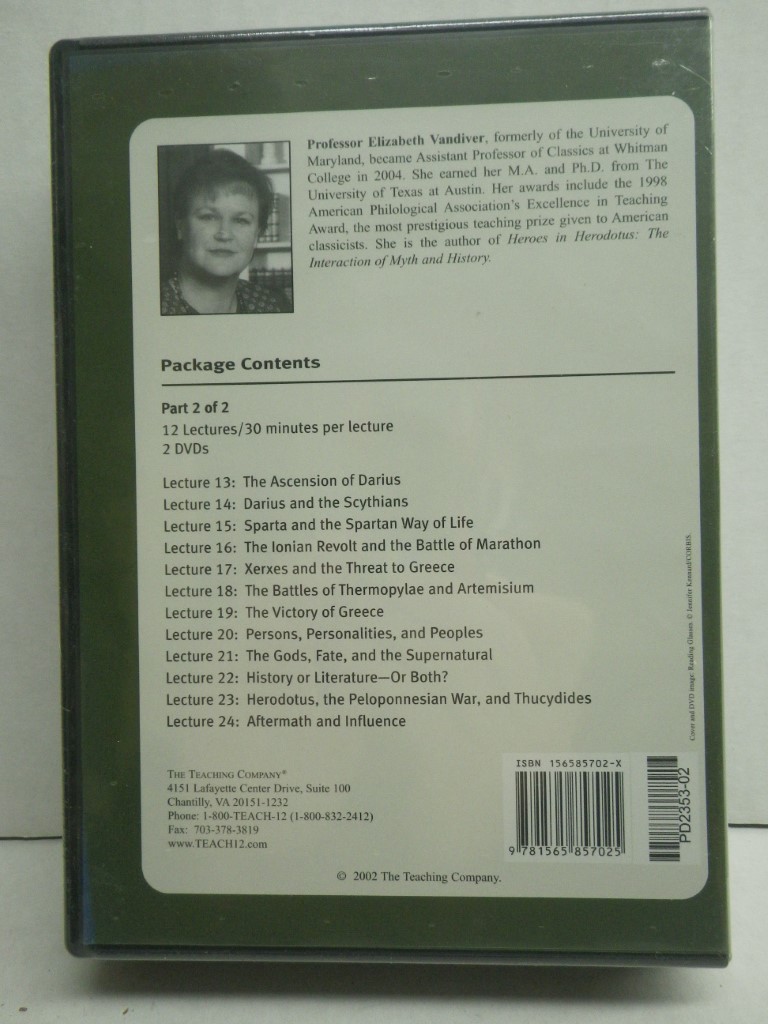 Professor Elizabeth Vandiver, formerly of the University of
Maryland, became Assistant Professor of Classics at Whitman
College in 2004. She earned her M.A. and Ph.D. from The
University of Texas at Austin. Her awards include the 1998
American Philological Association's Excellence in Teaching
Award, the most prestigious teaching prize given to American
classicists. She is the author of Heroes in Herodotus: The
Interaction of Myth and History.
Package Contents
Part 2 of 2
12 Lectures/30 minutes per lecture
2 DVDs
Lecture 13: The Ascension of Darius
Lecture 14: Darius and the Scythians
Lecture 15: Sparta and the Spartan Way of Life
Lecture 16: The Ionian Revolt and the Battle of Marathon
Lecture 17: Xerxes and the Threat to Greece
Lecture 18: The Battles of Thermopylae and Artemisium
Lecture 19: The Victory of Greece
Lecture 20: Persons, Personalities, and Peoples
Lecture 21: The Gods, Fate, and the Supernatural
Lecture 22: History or Literature—Or Both?
Lecture 23: Herodotus, the Peloponnesian War, and Thucydides
Lecture 24: Aftermath and Influence
Cover and DVD image: Reading Glasses. © Jennifer Kennard/CORBIS.
THE TEACHING COMPANY®
4151 Lafayette Center Drive, Suite 100
Chantilly, VA 20151-1232
Phone: 1-800-TEACH-12 (1-800-832-2412)
Fax: 703-378-3819
www.TEACH12.com
ISBN 156585702-X
9 781565 857025
PD2353-02
© 2002 The Teaching Company.